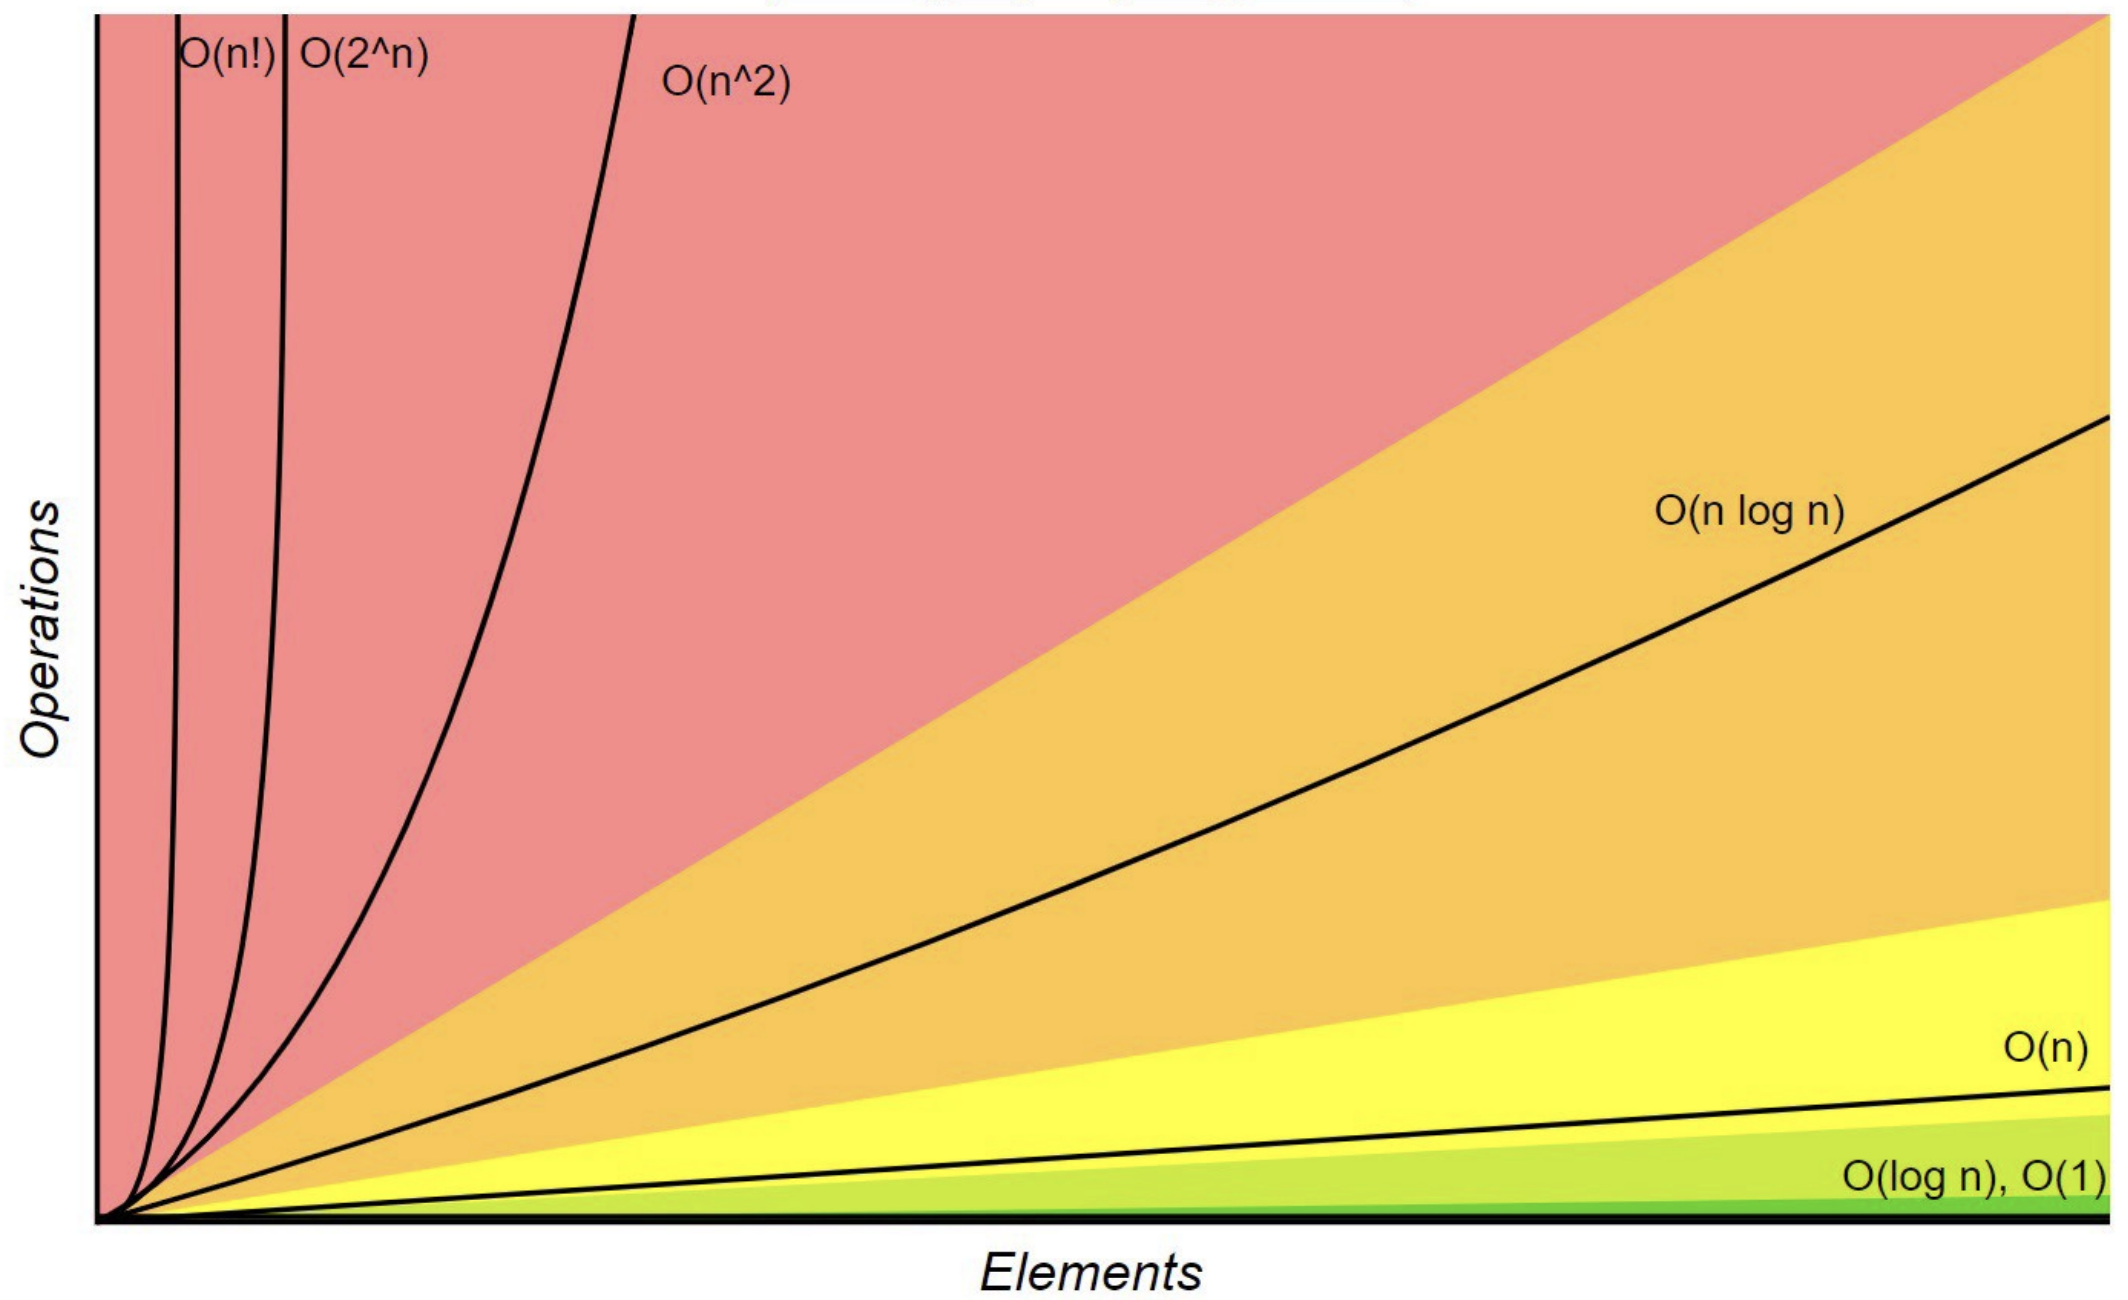 O(n!)
O(2^n)
O(n^2)
O(n log n)
O(n)
O(log n), O(1)
Operations
Elements